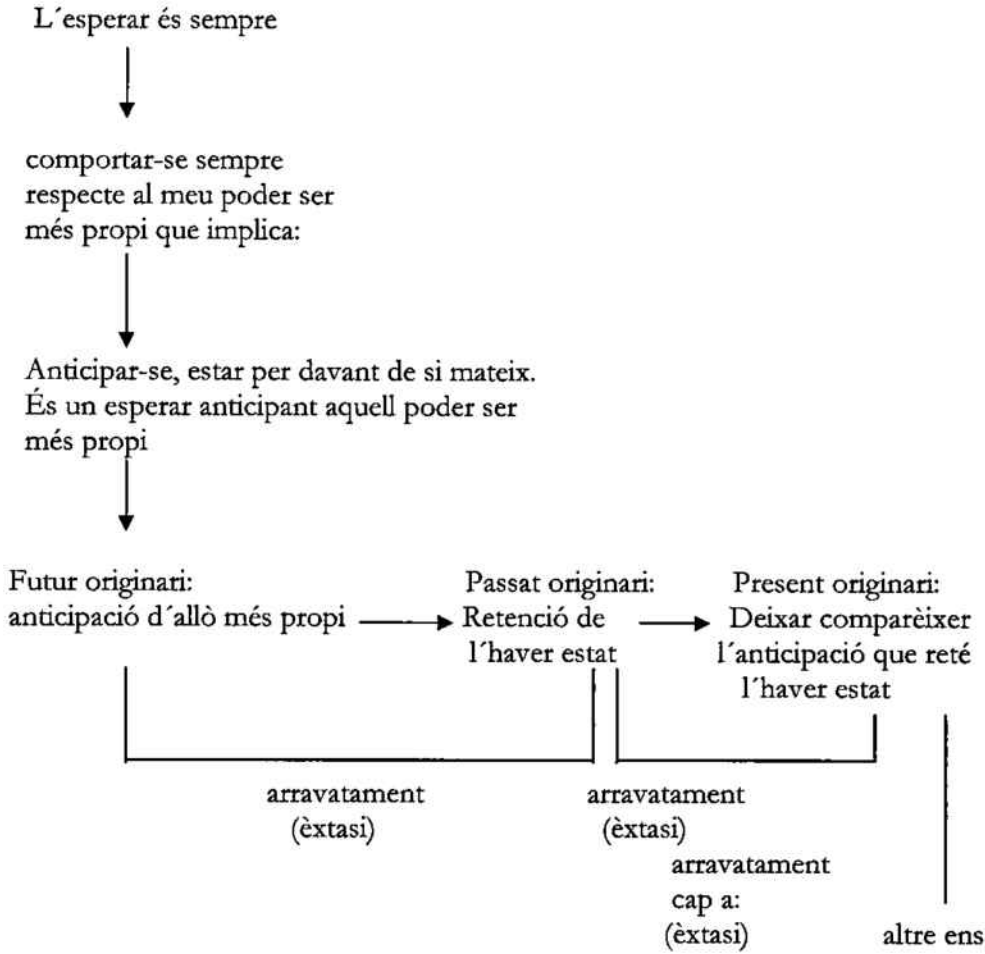 L´esperar és sempre
comportar-se sempre
respecte al meu poder ser
més propi que implica:
Anticipar-se, estar per davant de si mateix.
És un esperar anticipant aquell poder ser
més propi
Futur originari:
anticipació d´allò més propi
Passat originari:
Retenció de
l´haver estat
Present originari:
Deixar comparèixer
l´anticipació que reté
l´haver estat
arravatament
(èxtasi)
arravatament
(èxtasi)
arravatament
cap a:
(èxtasi)
altre ens